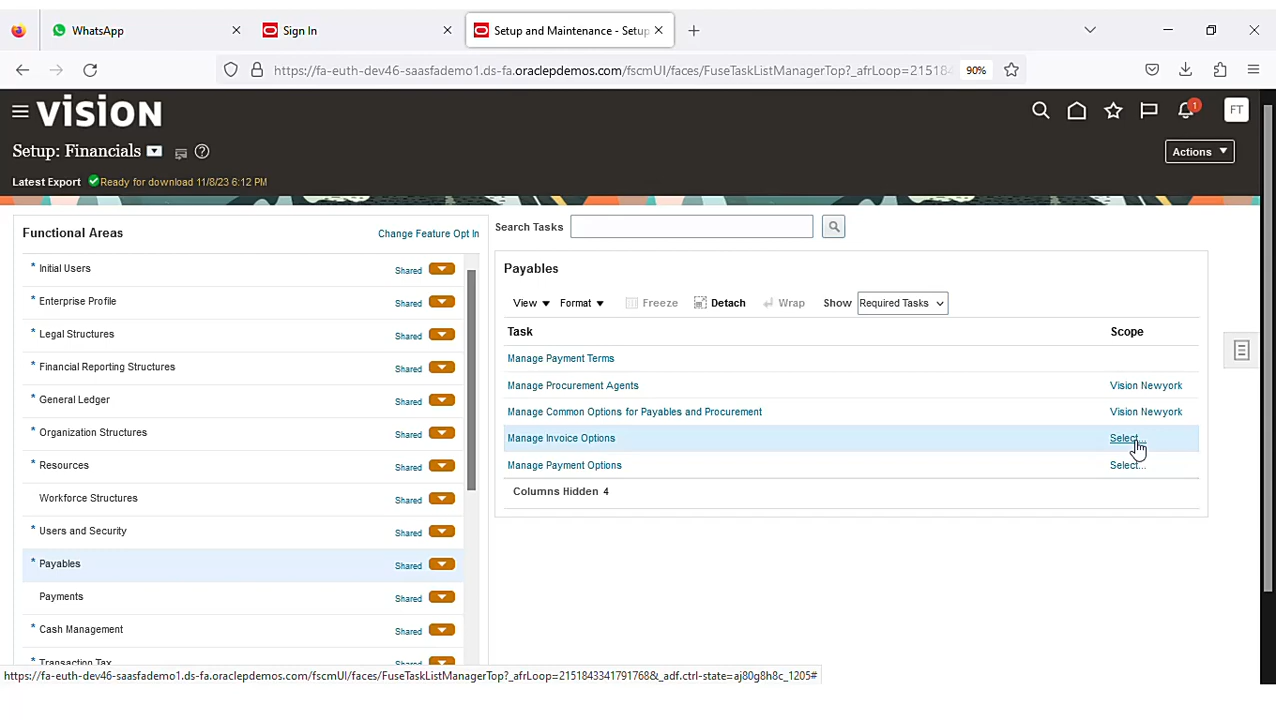 WhatsApp
Sign In
Setup and Maintenance - Setup
https://fa-euth-dev46-saasfademo1.ds-fa.oraclepdemos.com/fscmUI/faces/FuseTaskListManagerTop?_afrLoop=2151843
90%
VISION
1
FT
Setup: Financials
Actions
Latest Export Ready for download 11/8/23 6:12 PM
Functional Areas
Change Feature Opt In
* Initial Users Shared
* Enterprise Profile Shared
* Legal Structures Shared
* Financial Reporting Structures Shared
* General Ledger Shared
* Organization Structures Shared
* Resources Shared
Workforce Structures Shared
* Users and Security Shared
* Payables Shared
Payments Shared
* Cash Management Shared
* Transaction Tax Shared
Search Tasks
Payables
View Format Freeze Detach Wrap Show Required Tasks
Task Scope
Manage Payment Terms
Manage Procurement Agents Vision Newyork
Manage Common Options for Payables and Procurement Vision Newyork
Manage Invoice Options Select...
Manage Payment Options Select...
Columns Hidden 4
https://fa-euth-dev46-saasfademo1.ds-fa.oraclepdemos.com/fscmUI/faces/FuseTaskListManagerTop?_afrLoop=2151843341791768&_adf.ctrl-state=aj80g8h8c_1205#